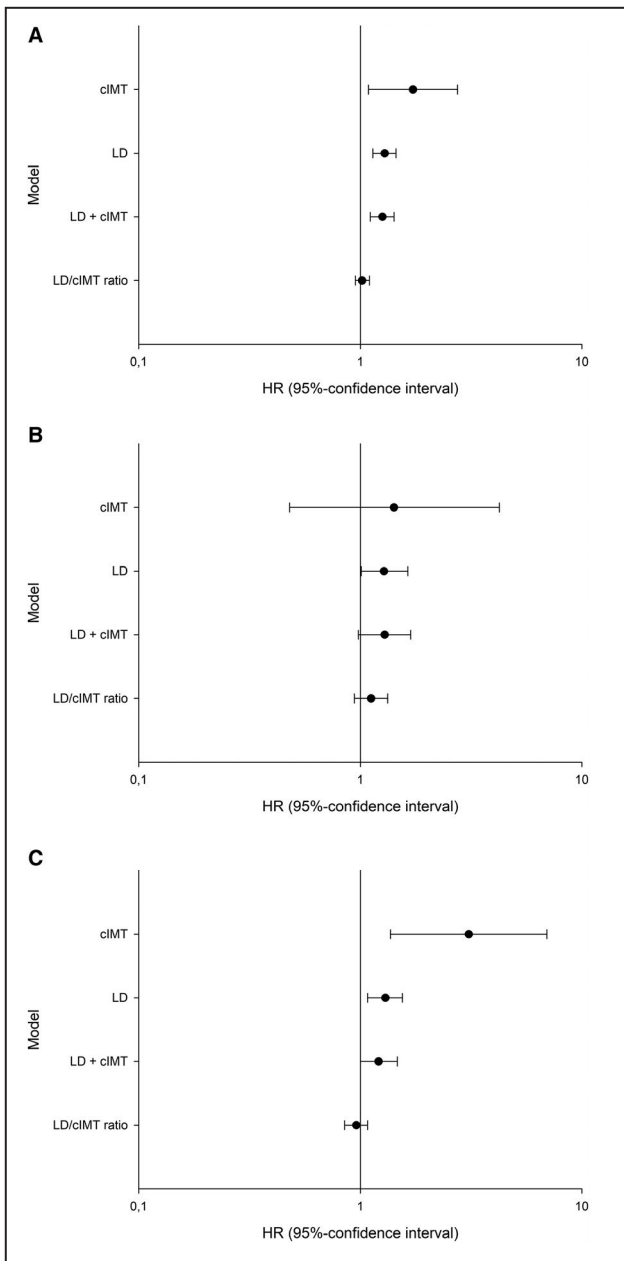 A
cIMT
LD
LD + cIMT
LD/cIMT ratio
Model
0,1 1 10
HR (95%-confidence interval)
B
cIMT
LD
LD + cIMT
LD/cIMT ratio
Model
0,1 1 10
HR (95%-confidence interval)
C
cIMT
LD
LD + cIMT
LD/cIMT ratio
Model
0,1 1 10
HR (95%-confidence interval)